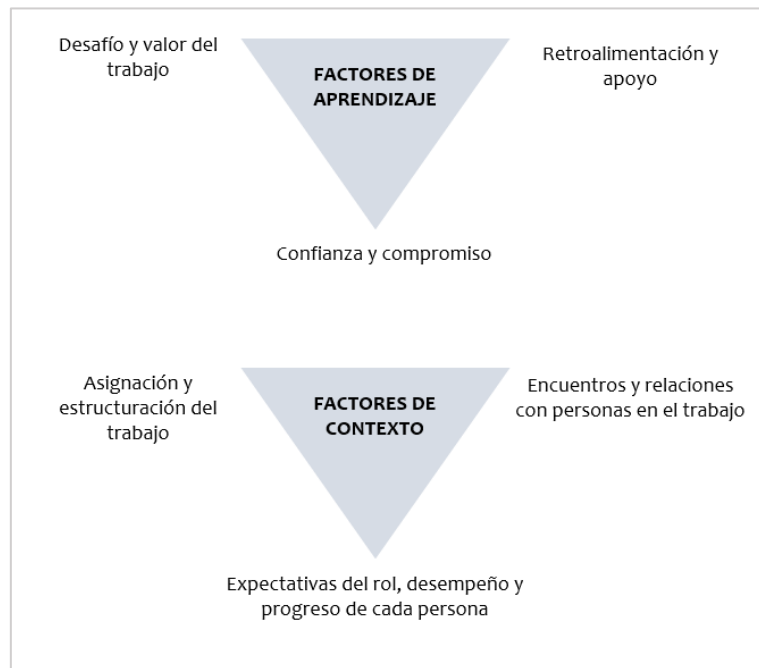 Desafío y valor del
trabajo
FACTORES DE
APRENDIZAJE
Retroalimentación y
apoyo
Confianza y compromiso
Asignación y
estructuración del
trabajo
FACTORES DE
CONTEXTO
Encuentros y relaciones
con personas en el trabajo
Expectativas del rol, desempeño y
progreso de cada persona